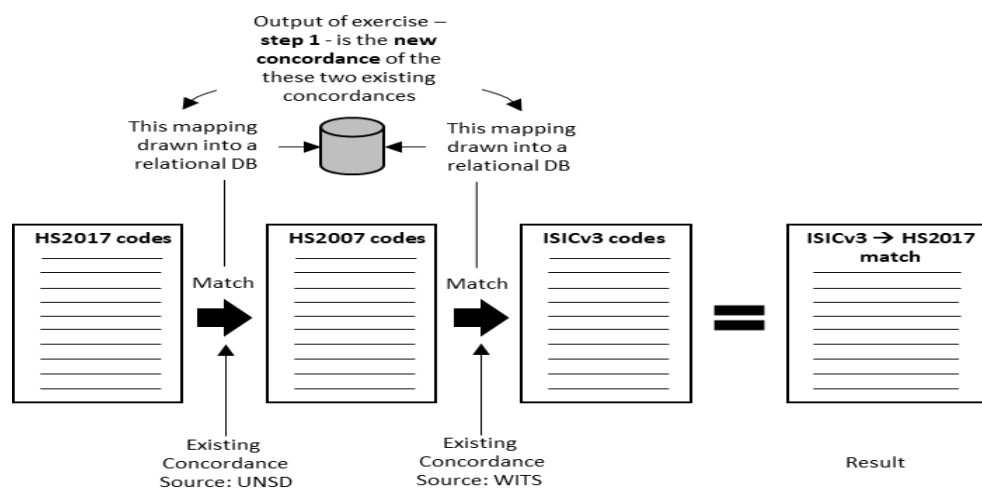 Output of exercise –
step 1 - is the new
concordance of the
these two existing
concordances
This mapping
drawn into a
relational DB
This mapping
drawn into a
relational DB
HS2017 codes
HS2007 codes
ISICv3 codes
ISICv3 → HS2017
match
Match
Match
Existing
Concordance
Source: UNSD
Existing
Concordance
Source: WITS
Result